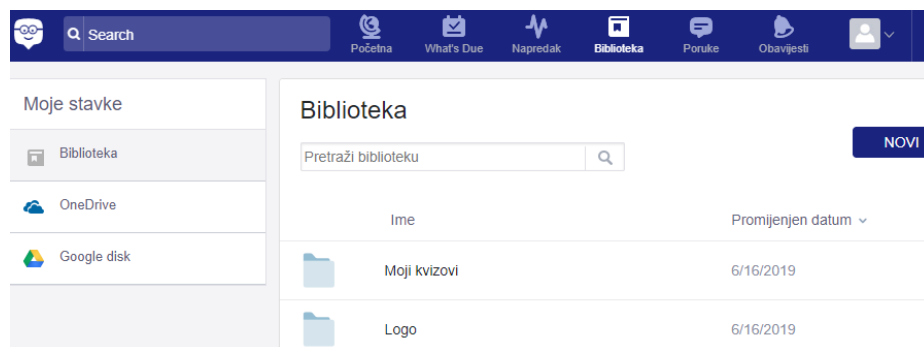 Search
Početna What's Due Napredak Biblioteka Poruke Obavijesti
Moje stavke
Biblioteka
OneDrive
Google disk
Biblioteka
Pretraži biblioteku
NOVI
Ime Promijenjen datum
Moji kvizovi 6/16/2019
Logo 6/16/2019